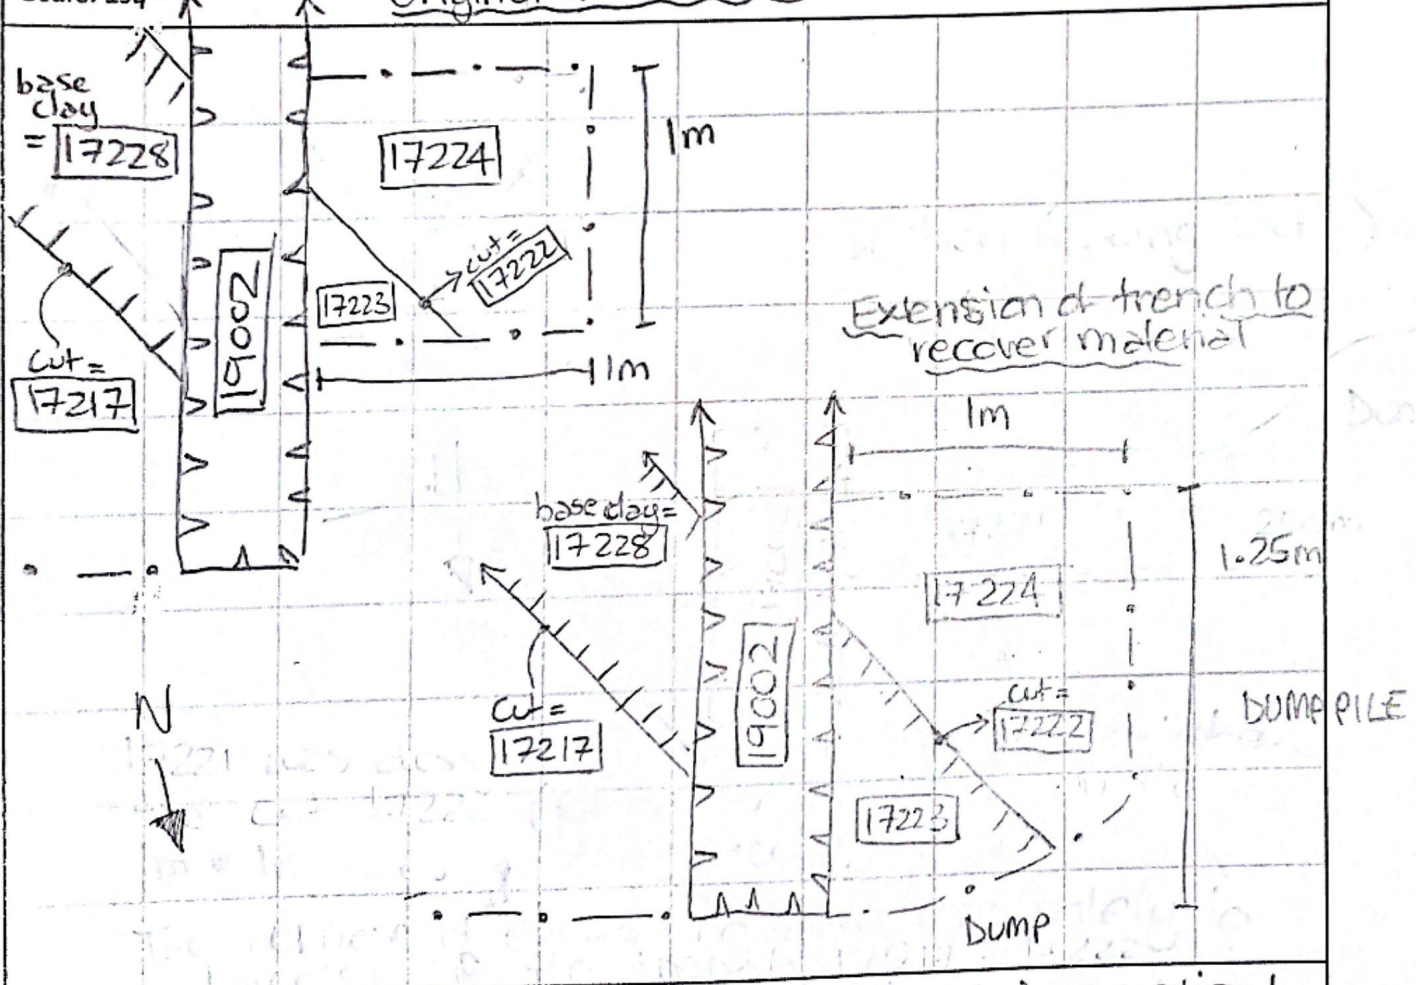 base
clay
= 17228
17224
1m
cut=
17222
17223
19002
cut=
17217
1m
Extension of trench to
recover material
1m
base clay=
17228
1.25m
17224
19002
cut=
17222
cut=
17217
17223
DUMP PILE
N
DUMP